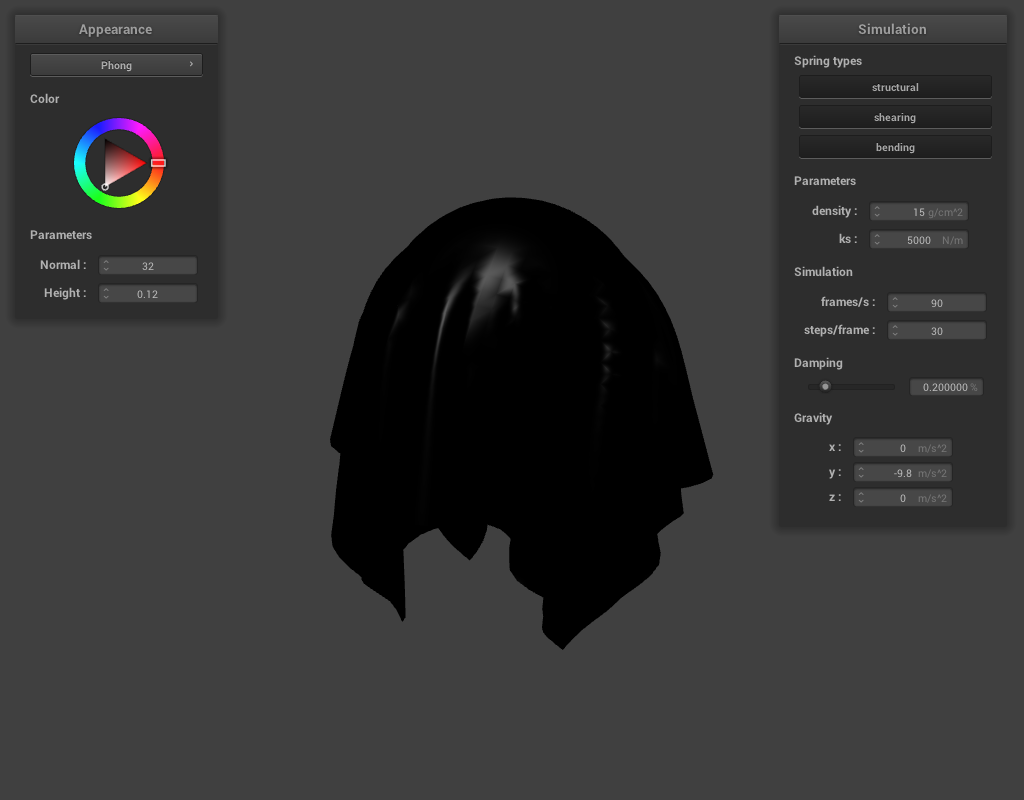 Appearance
Phong
Color
Parameters
Normal : 32
Height : 0.12
Simulation
Spring types
structural
shearing
bending
Parameters
density : 15 g/cm^2
ks : 5000 N/m
Simulation
frames/s : 90
steps/frame : 30
Damping
0.200000 %
Gravity
x : 0 m/s^2
y : -9.8 m/s^2
z : 0 m/s^2